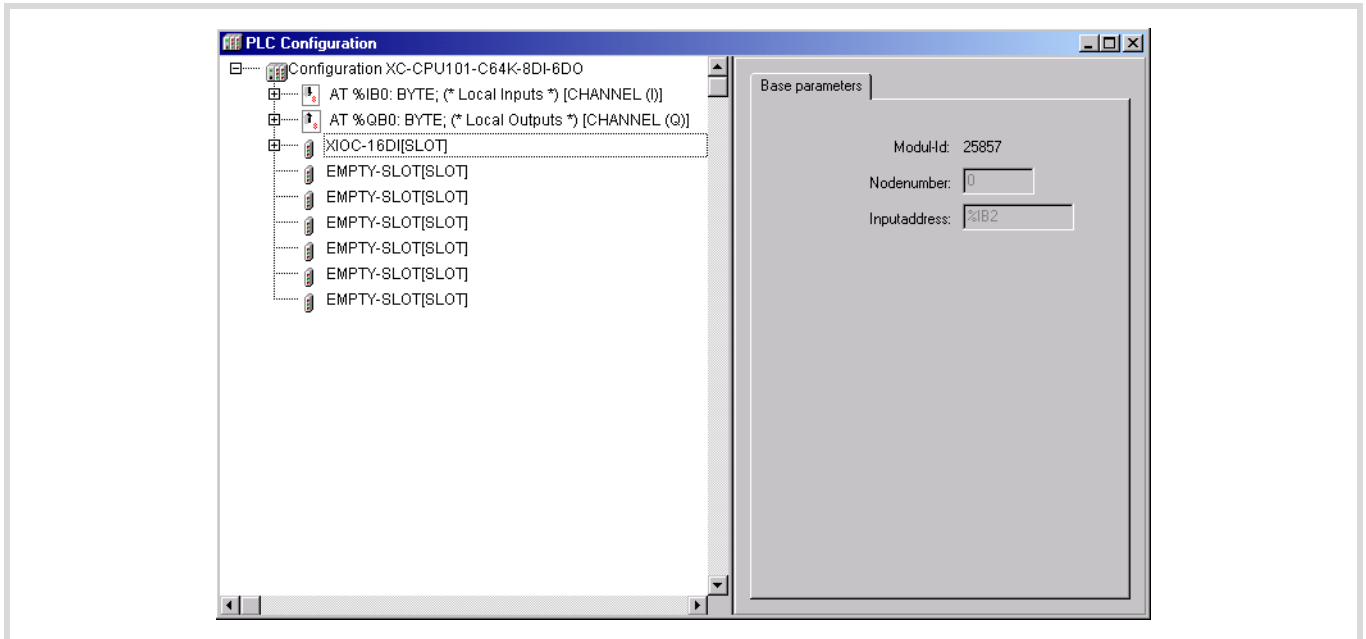 PLC Configuration
Configuration XC-CPU101-C64K-8DI-6DO
AT %IB0: BYTE; (* Local Inputs *) [CHANNEL (I)]
AT %QB0: BYTE; (* Local Outputs *) [CHANNEL (Q)]
XIOC-16DI[SLOT]
EMPTY-SLOT[SLOT]
EMPTY-SLOT[SLOT]
EMPTY-SLOT[SLOT]
EMPTY-SLOT[SLOT]
EMPTY-SLOT[SLOT]
EMPTY-SLOT[SLOT]
Base parameters
Modul-Id: 25857
Nodenumber: 0
Inputaddress: %IB2